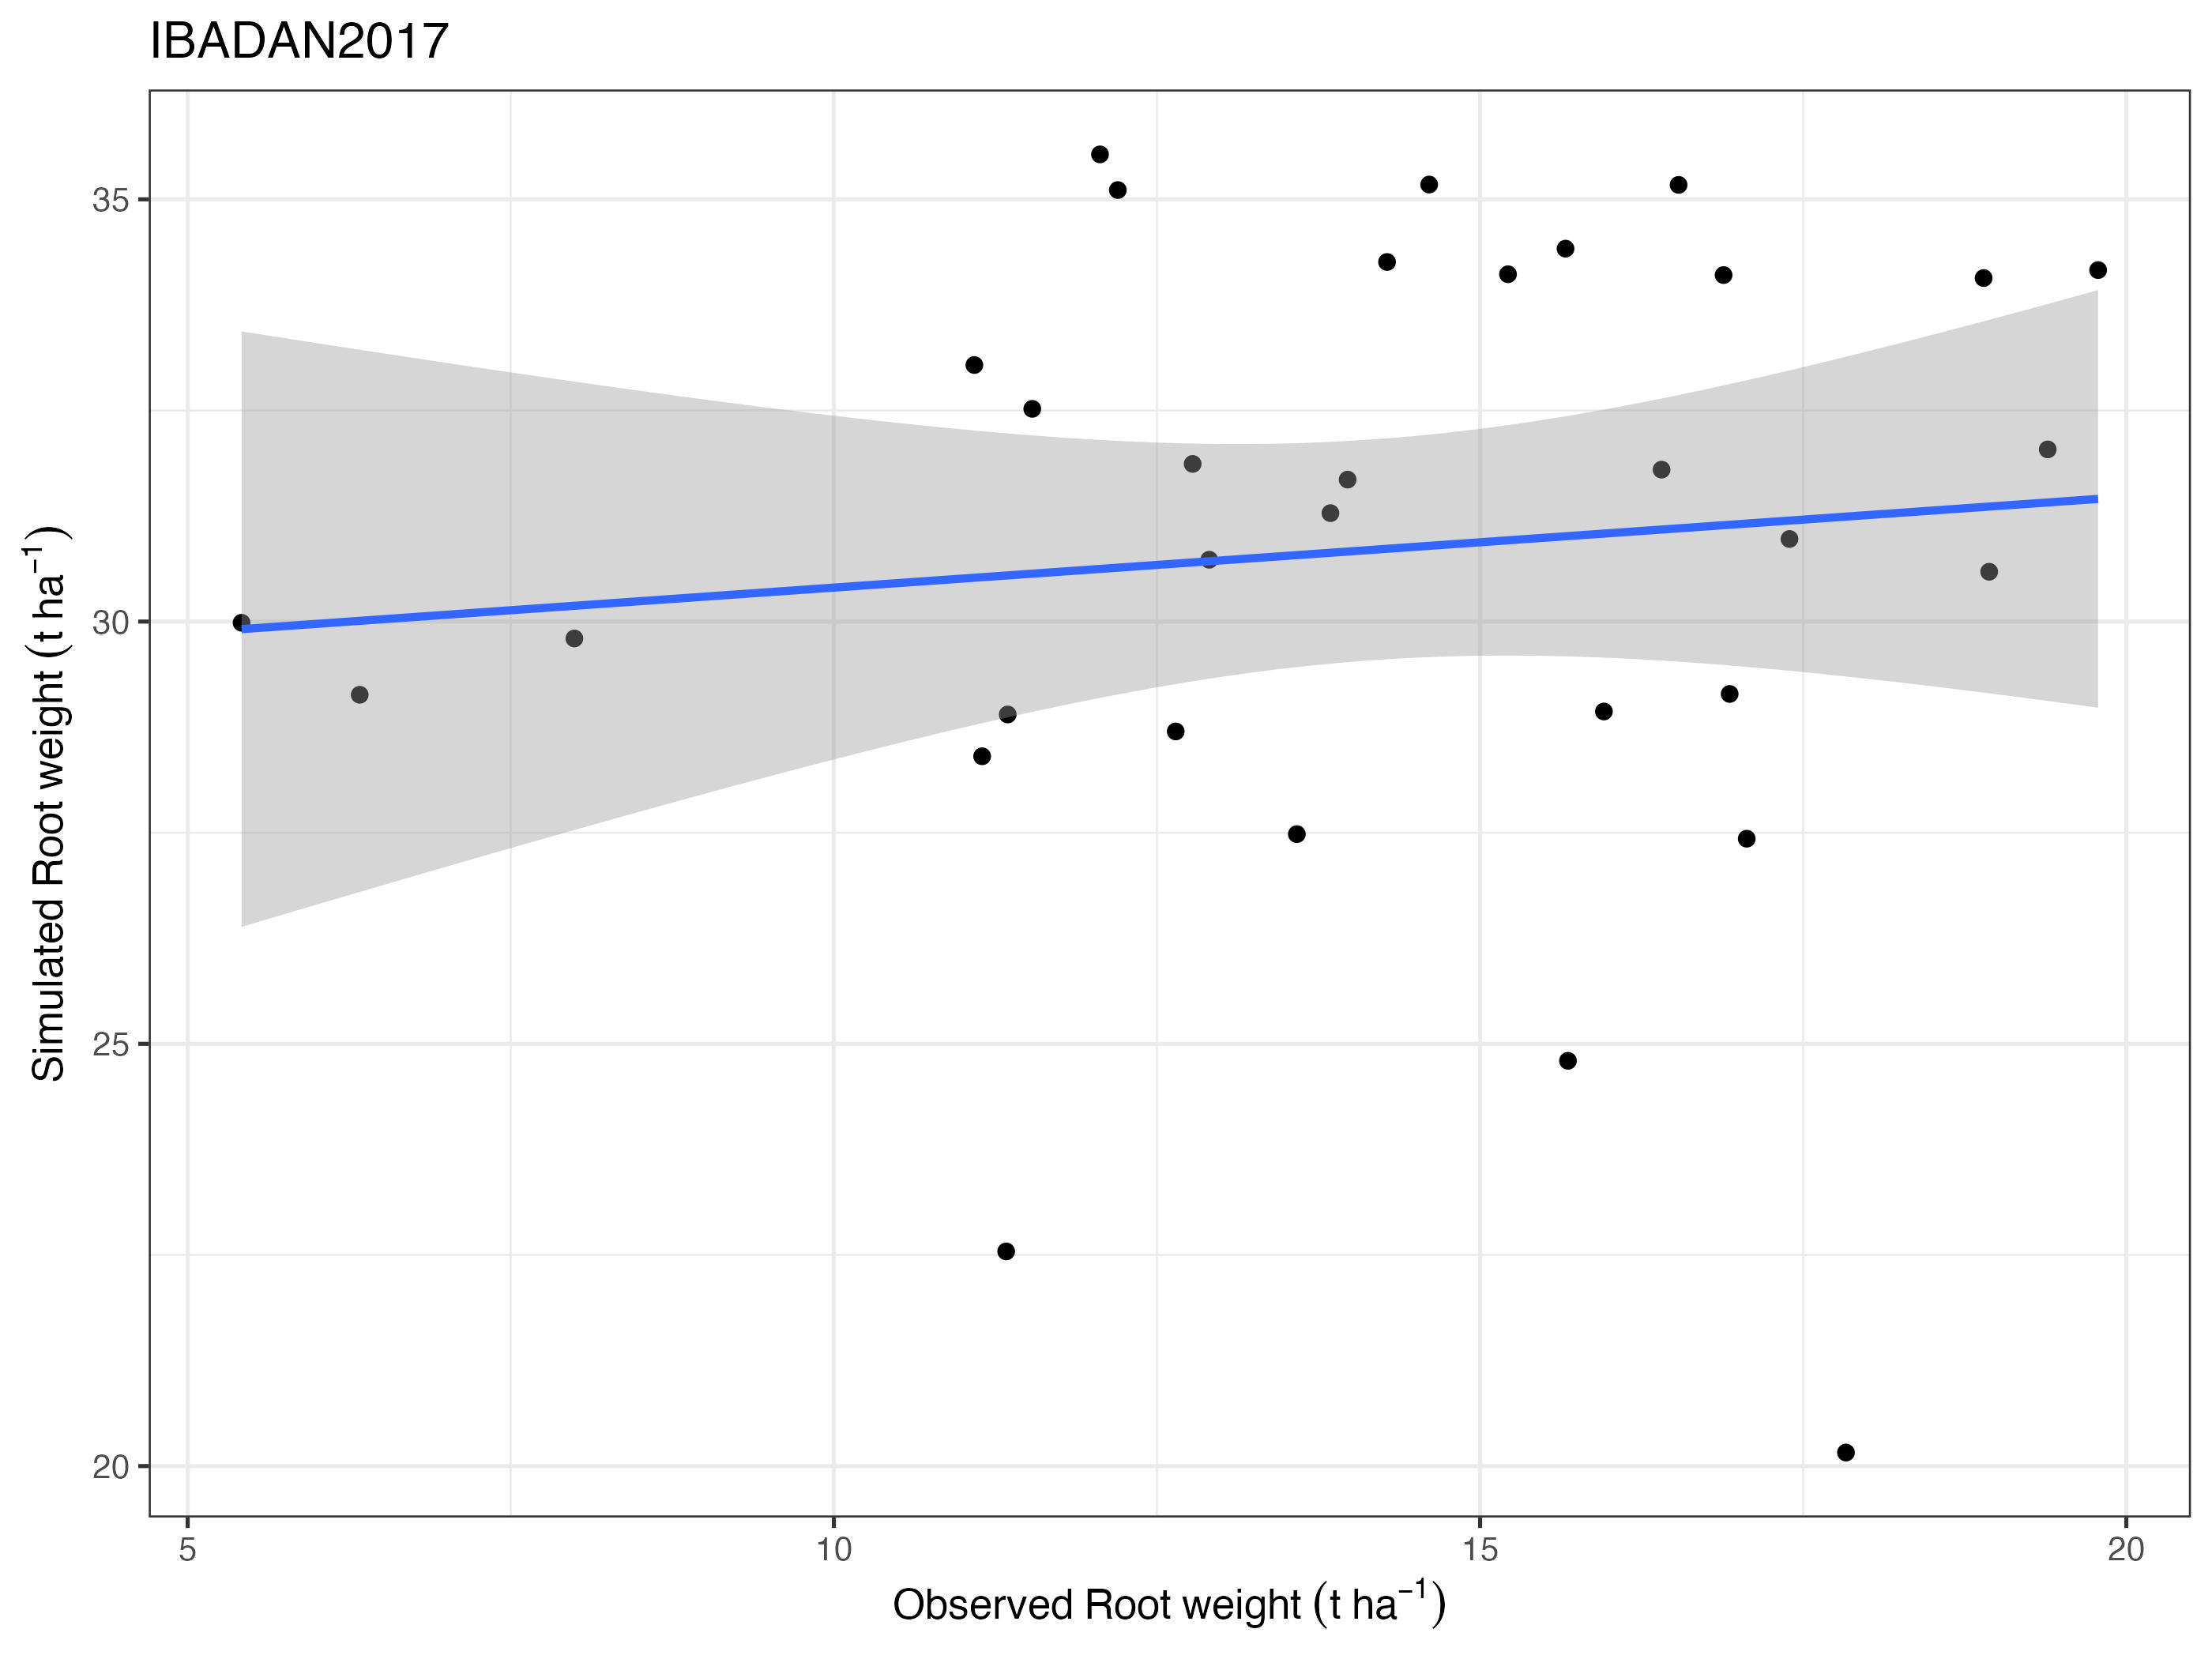 IBADAN2017
35
30
25
20
Simulated Root weight (t ha⁻¹)
5 10 15 20
Observed Root weight (t ha⁻¹)